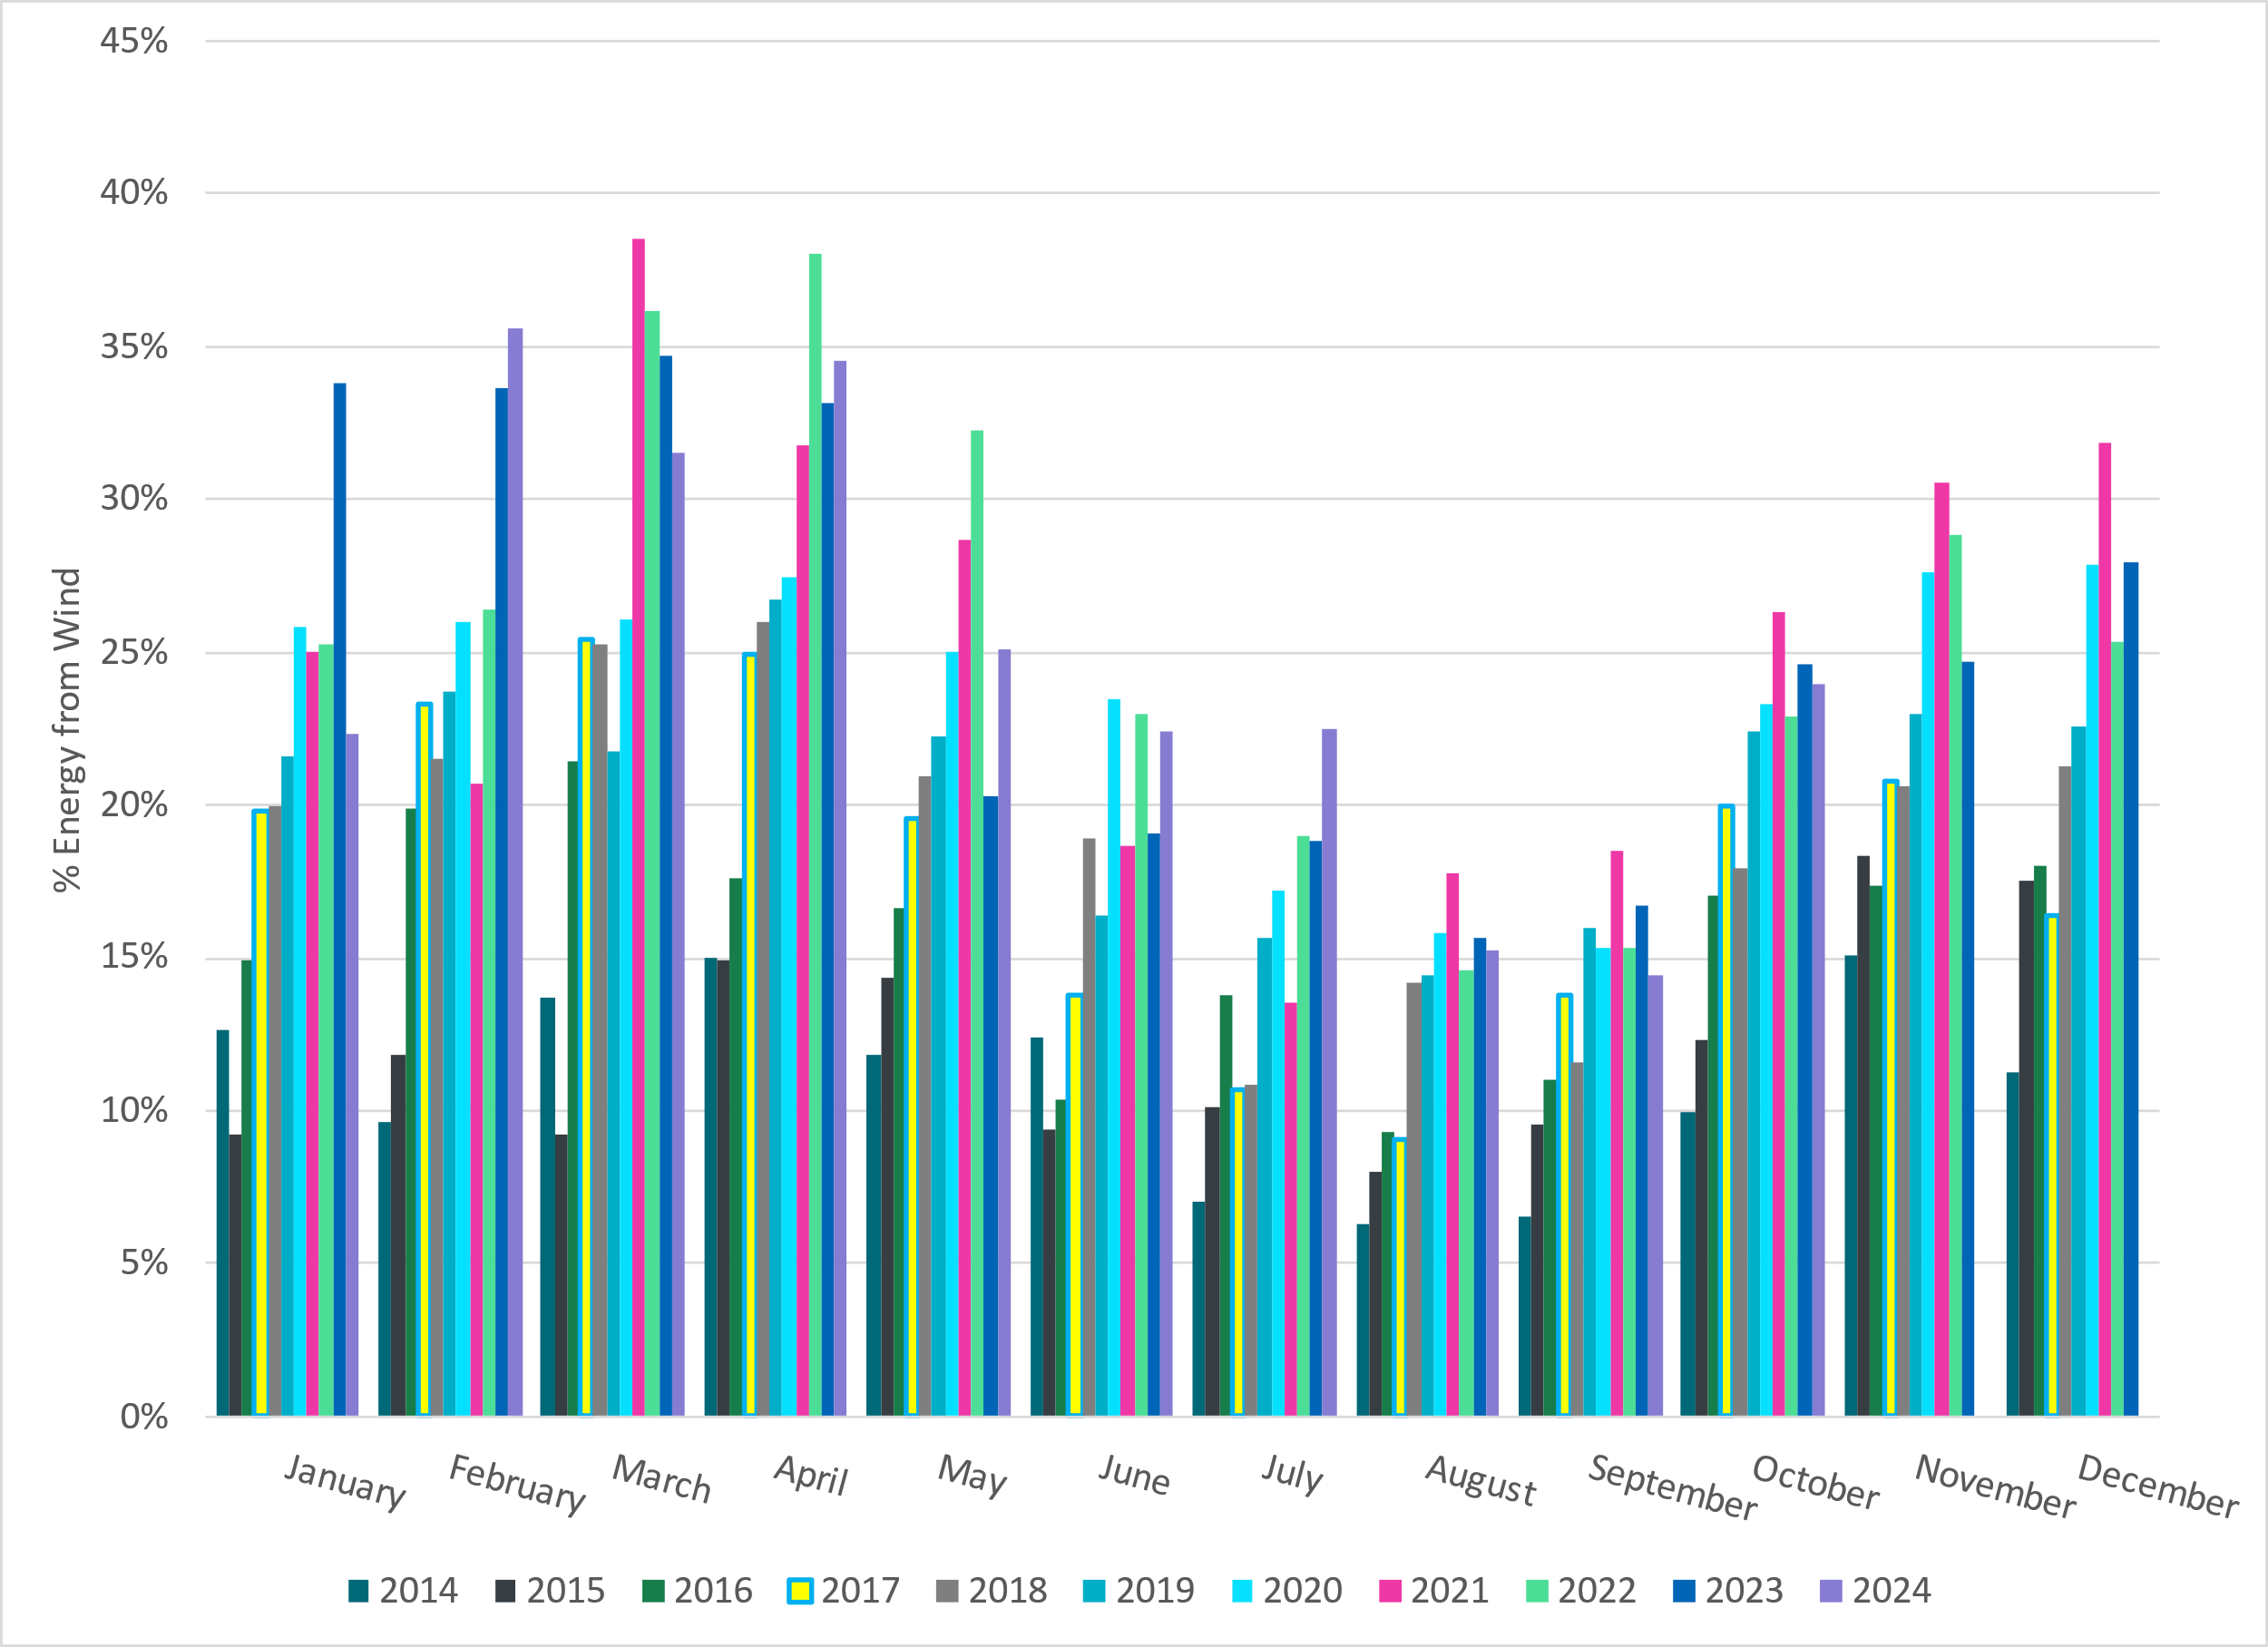 45%
40%
35%
30%
25%
20%
15%
10%
5%
0%
% Energy from Wind
January
February
March
April
May
June
July
August
September
October
November
December
2014 2015 2016 2017 2018 2019 2020 2021 2022 2023 2024